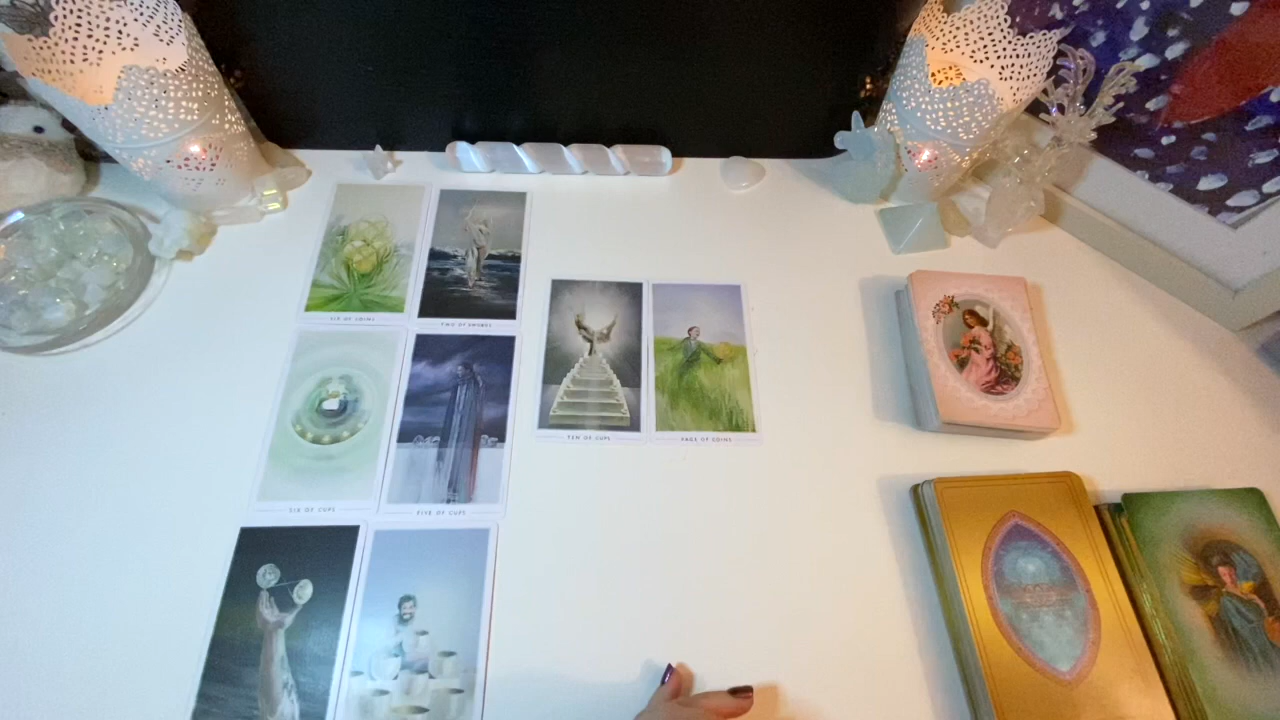 SIX OF COINS
TWO OF SWORDS
TEN OF CUPS
PAGE OF COINS
SIX OF CUPS
FIVE OF CUPS